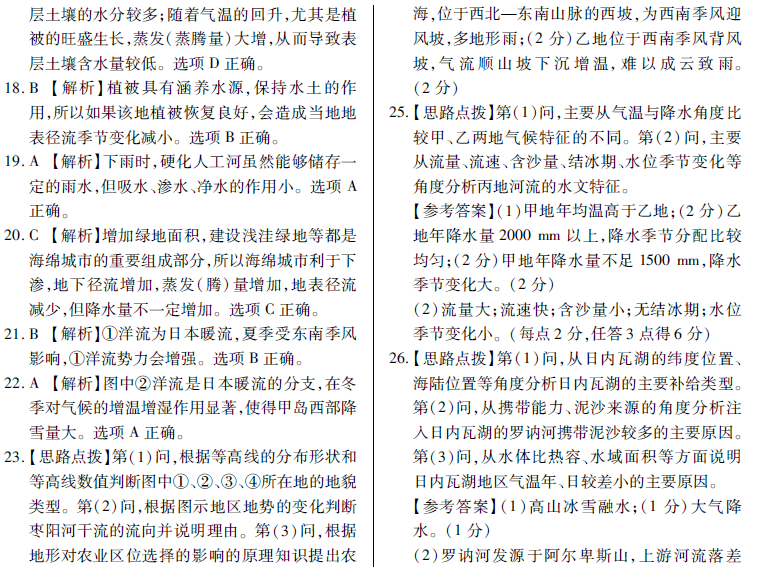 层土壤的水分较多；随着气温的回升，尤其是植
被的旺盛生长，蒸发（蒸腾量）大增，从而导致表
层土壤含水量较低。选项 D 正确。
18. B 【解析】植被具有涵养水源，保持水土的作
用，所以如果该地植被恢复良好，会造成当地地
表径流季节变化减小。选项 B 正确。
19. A 【解析】下雨时，硬化人工河虽然能够储存一
定的雨水，但吸水、渗水、净水的作用小。选项 A
正确。
20. C 【解析】增加绿地面积，建设浅洼绿地等都是
海绵城市的重要组成部分，所以海绵城市利于下
渗，地下径流增加，蒸发（腾）量增加，地表径流
减少，但降水量不一定增加。选项 C 正确。
21. B 【解析】①洋流为日本暖流，夏季受东南季风
影响，①洋流势力会增强。选项 B 正确。
22. A 【解析】图中②洋流是日本暖流的分支，在冬
季对气候的增温增湿作用显著，使得甲岛西部降
雪量大。选项 A 正确。
23.【思路点拨】第（1）问，根据等高线的分布形状和
等高线数值判断图中①、②、③、④所在地的地貌
类型。第（2）问，根据图示地区地势的变化判断
枣阳河干流的流向并说明理由。第（3）问，根据
地形对农业区位选择的影响的原理知识提出农
海，位于西北—东南山脉的西坡，为西南季风迎
风坡，多地形雨；（2 分）乙地位于西南季风背风
坡，气流顺山坡下沉增温，难以成云致雨。
（2 分）
25.【思路点拨】第（1）问，主要从气温与降水角度比
较甲、乙两地气候特征的不同。第（2）问，主要
从流量、流速、含沙量、结冰期、水位季节变化等
角度分析丙地河流的水文特征。
【参考答案】（1）甲地年均温高于乙地；（2 分）乙
地年降水量 2000 mm 以上，降水季节分配比较
均匀；（2 分）甲地年降水量不足 1500 mm，降水
季节变化大。（2 分）
（2）流量大；流速快；含沙量小；无结冰期；水位
季节变化小。（每点 2 分，任答 3 点得 6 分）
26.【思路点拨】第（1）问，从日内瓦湖的纬度位置、
海陆位置等角度分析日内瓦湖的主要补给类型。
第（2）问，从携带能力、泥沙来源的角度分析注
入日内瓦湖的罗讷河携带泥沙较多的主要原因。
第（3）问，从水体比热容、水域面积等方面说明
日内瓦湖地区气温年、日较差小的主要原因。
【参考答案】（1）高山冰雪融水；（1 分）大气降
水。（1 分）
（2）罗讷河发源于阿尔卑斯山，上游河流落差